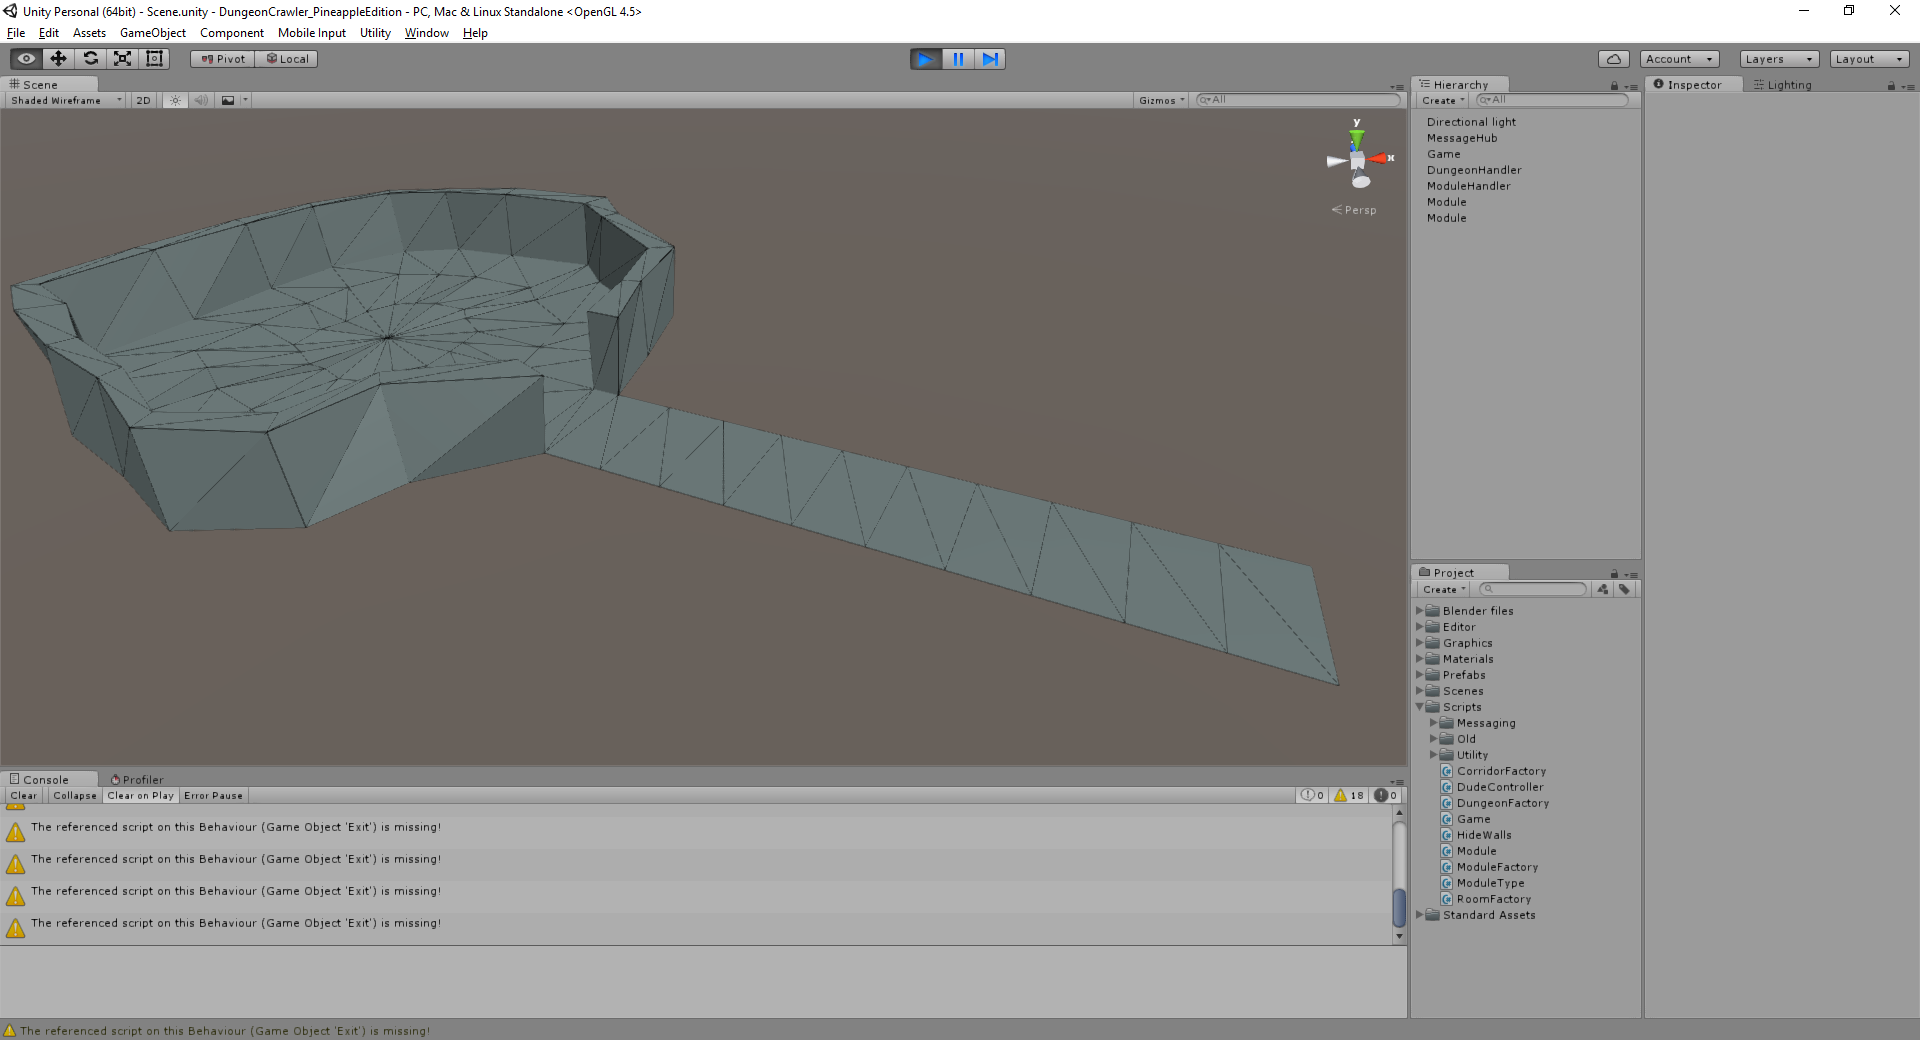 Unity Personal (64bit) - Scene.unity - DungeonCrawler_PineappleEdition - PC, Mac & Linux Standalone <OpenGL 4.5>
File Edit Assets GameObject Component Mobile Input Utility Window Help
Pivot Local Account Layers Layout
Scene
Shaded Wireframe 2D Gizmos All
y
x
Persp
Hierarchy
Create All
Directional light
MessageHub
Game
DungeonHandler
ModuleHandler
Module
Module
Inspector Lighting
Project
Create
Blender files
Editor
Graphics
Materials
Prefabs
Scenes
Scripts
Messaging
Old
Utility
CorridorFactory
DudeController
DungeonFactory
Game
HideWalls
Module
ModuleFactory
ModuleType
RoomFactory
Standard Assets
Console Profiler
Clear Collapse Clear on Play Error Pause 0 18 0
The referenced script on this Behaviour (Game Object 'Exit') is missing!
The referenced script on this Behaviour (Game Object 'Exit') is missing!
The referenced script on this Behaviour (Game Object 'Exit') is missing!
The referenced script on this Behaviour (Game Object 'Exit') is missing!
The referenced script on this Behaviour (Game Object 'Exit') is missing!